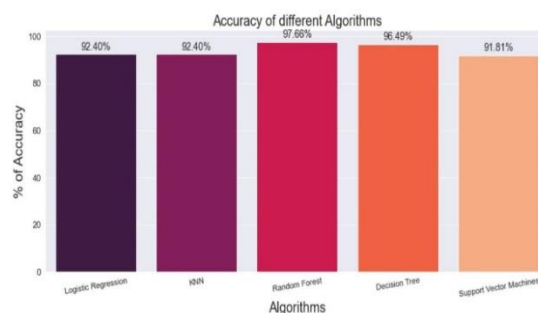 Accuracy of different Algorithms
97.66%
96.49%
92.40%
92.40%
91.81%
100
80
60
40
20
0
% of Accuracy
Logistic Regression
KNN
Random Forest
Decision Tree
Support Vector Machines
Algorithms